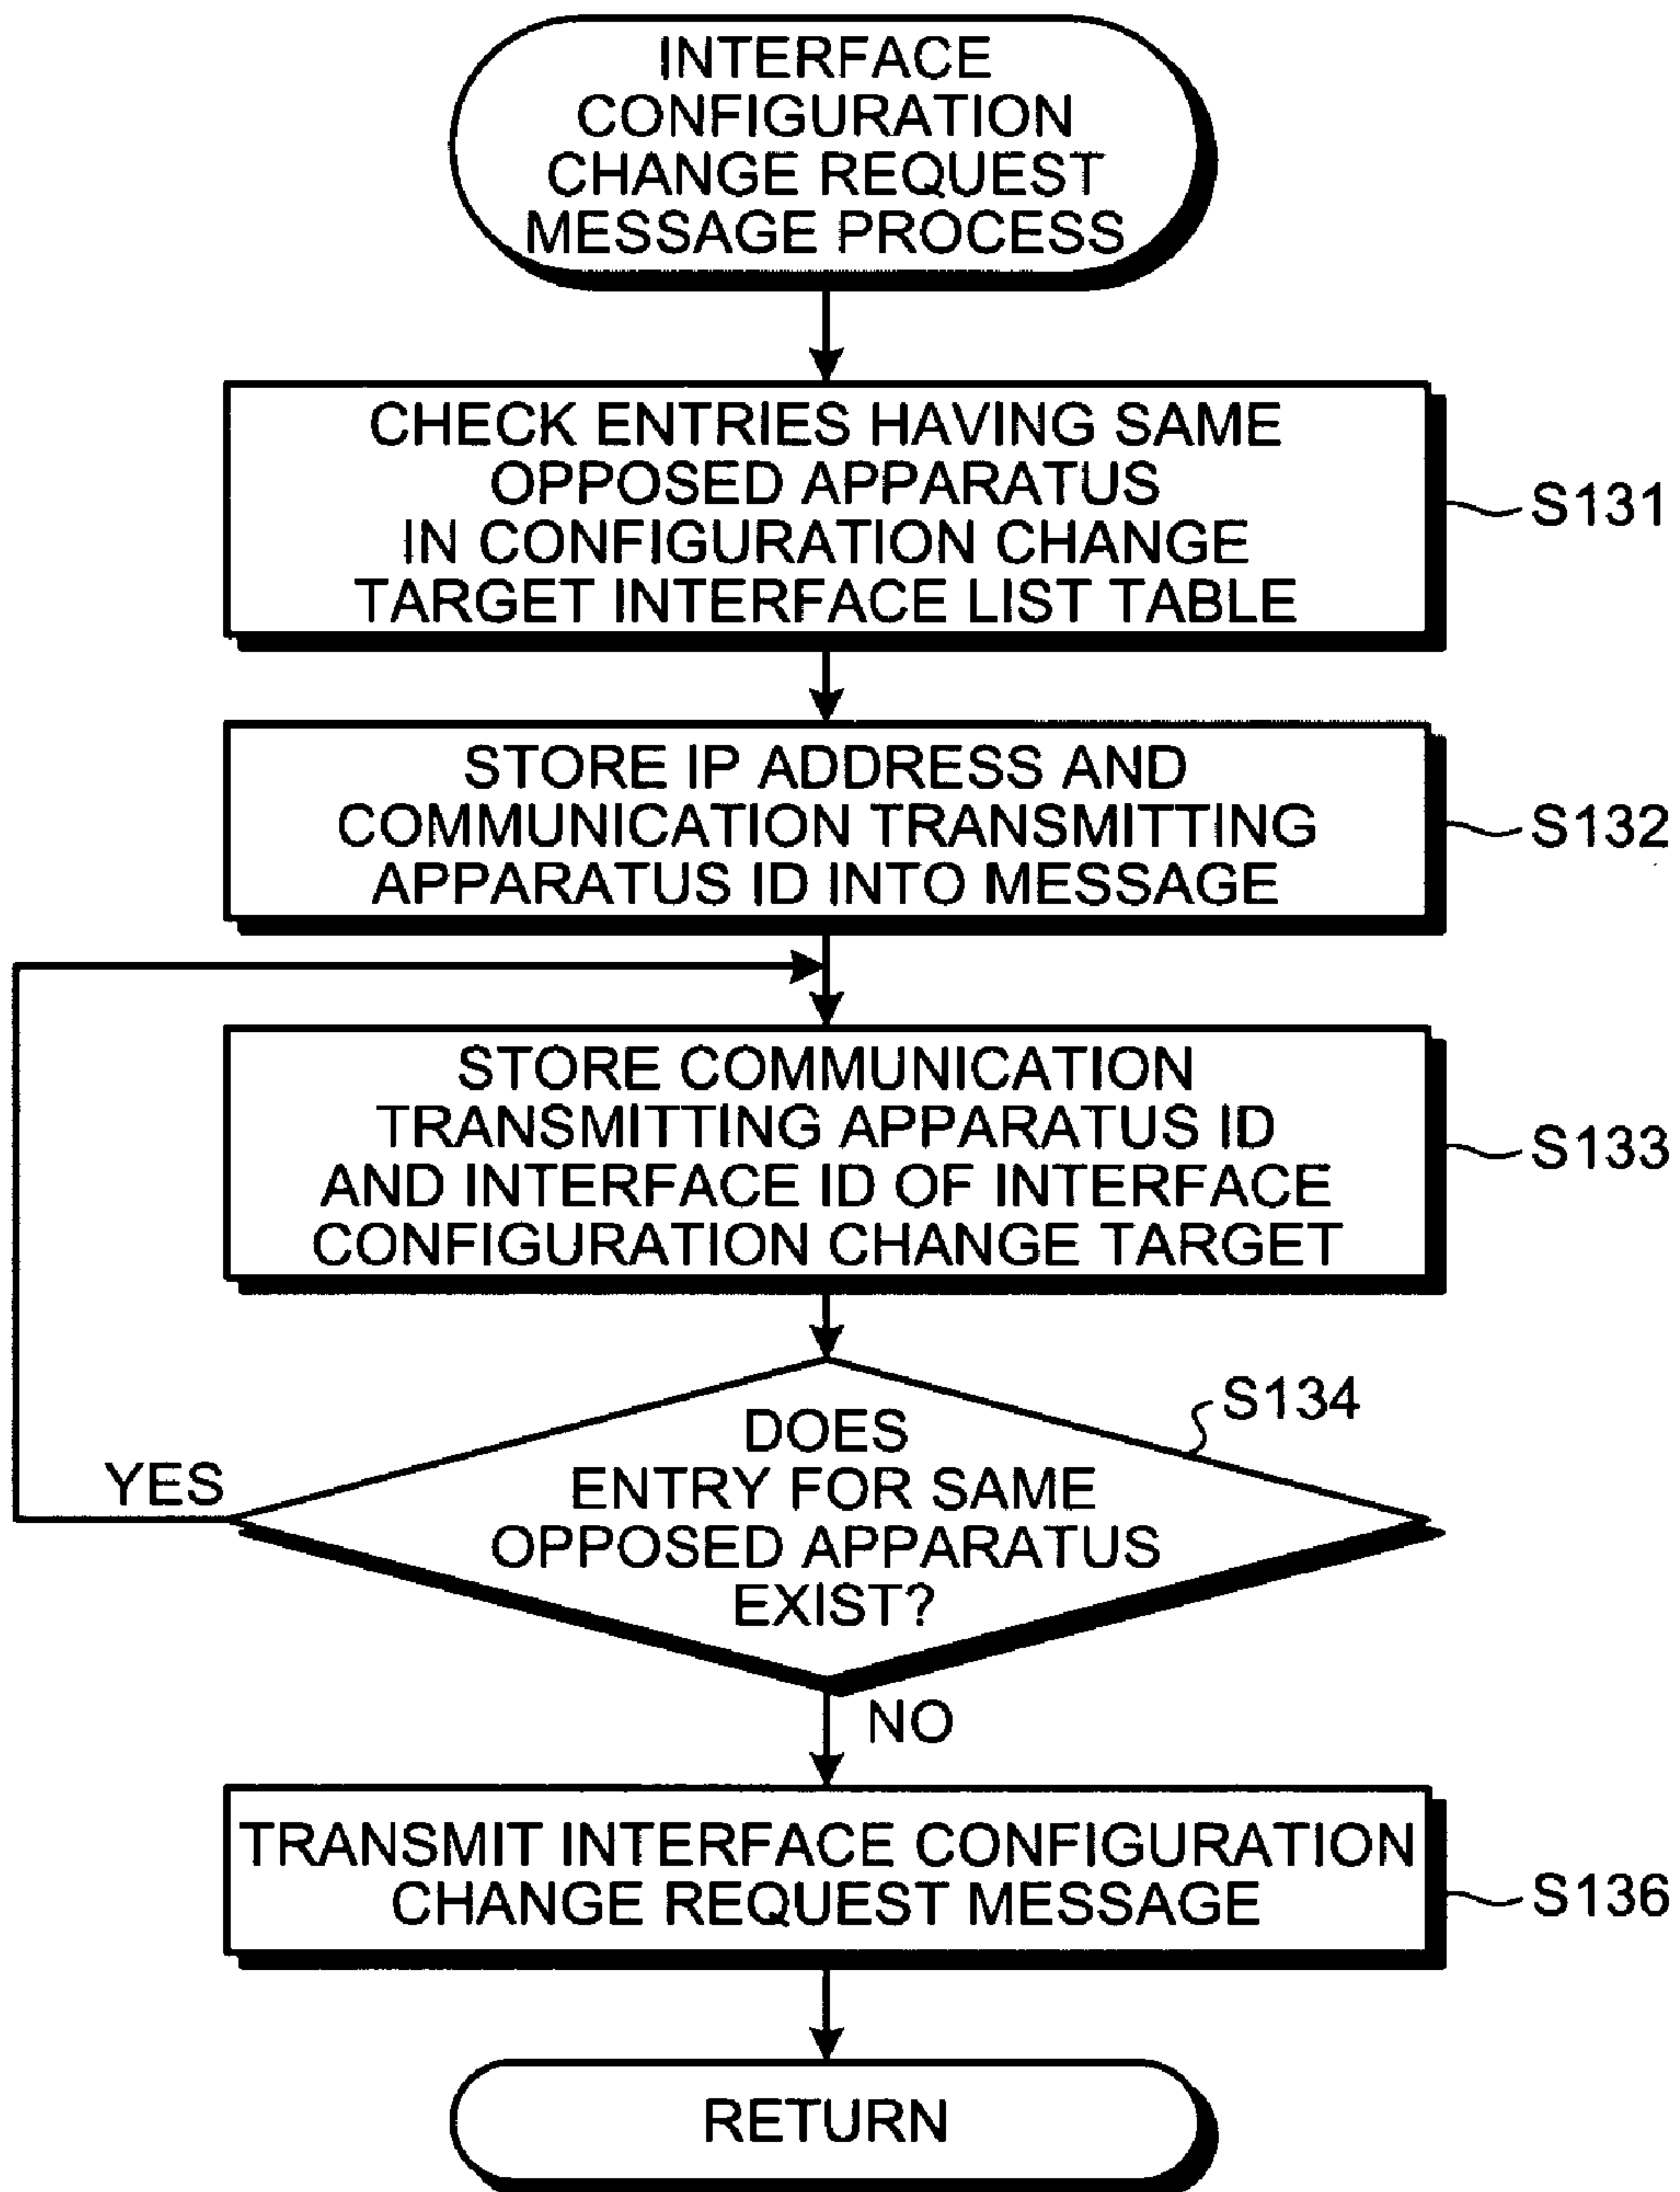 INTERFACE
CONFIGURATION
CHANGE REQUEST
MESSAGE PROCESS
CHECK ENTRIES HAVING SAME
OPPOSED APPARATUS
IN CONFIGURATION CHANGE
TARGET INTERFACE LIST TABLE
S131
STORE IP ADDRESS AND
COMMUNICATION TRANSMITTING
APPARATUS ID INTO MESSAGE
S132
STORE COMMUNICATION
TRANSMITTING APPARATUS ID
AND INTERFACE ID OF INTERFACE
CONFIGURATION CHANGE TARGET
S133
S134
DOES
ENTRY FOR SAME
OPPOSED APPARATUS
EXIST?
YES
NO
TRANSMIT INTERFACE CONFIGURATION
CHANGE REQUEST MESSAGE
S136
RETURN